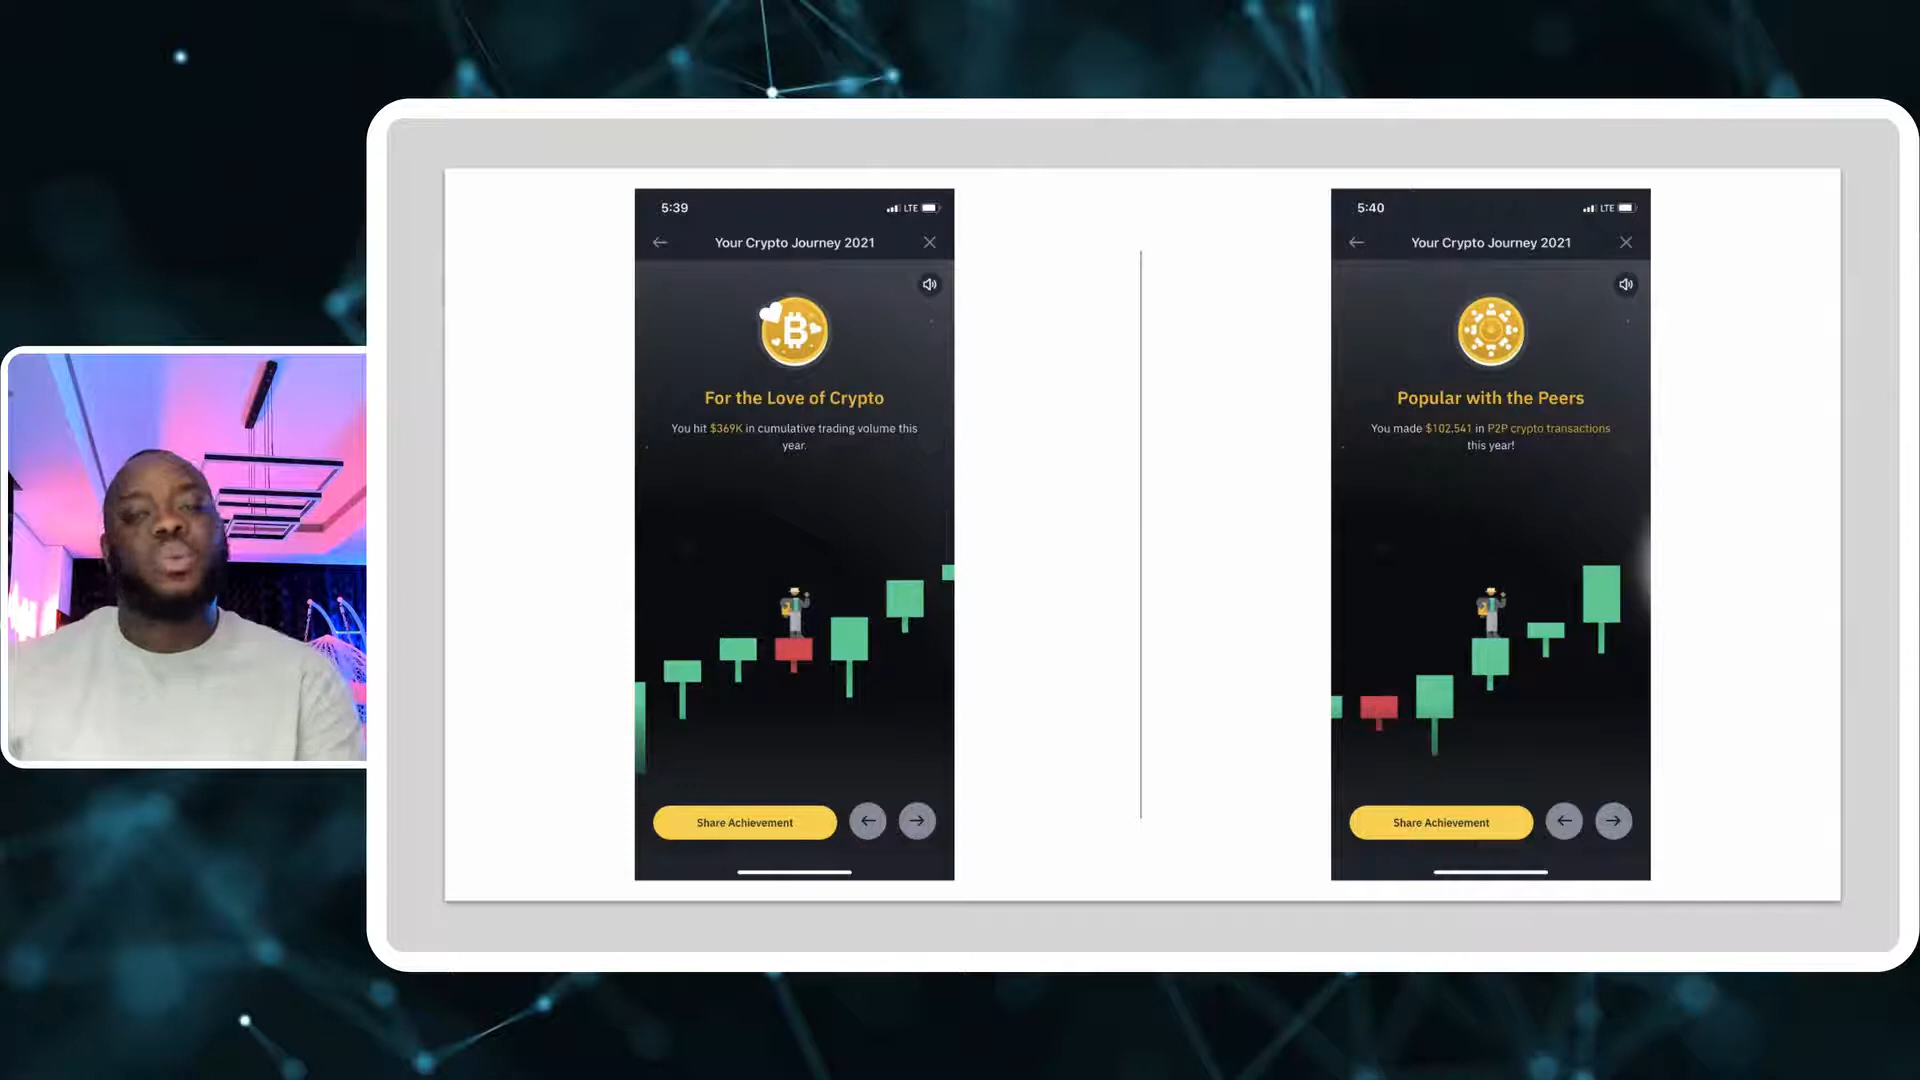 5:39
LTE
Your Crypto Journey 2021
For the Love of Crypto
You hit $369K in cumulative trading volume this
year.
Share Achievement
5:40
LTE
Your Crypto Journey 2021
Popular with the Peers
You made $102,541 in P2P crypto transactions
this year!
Share Achievement